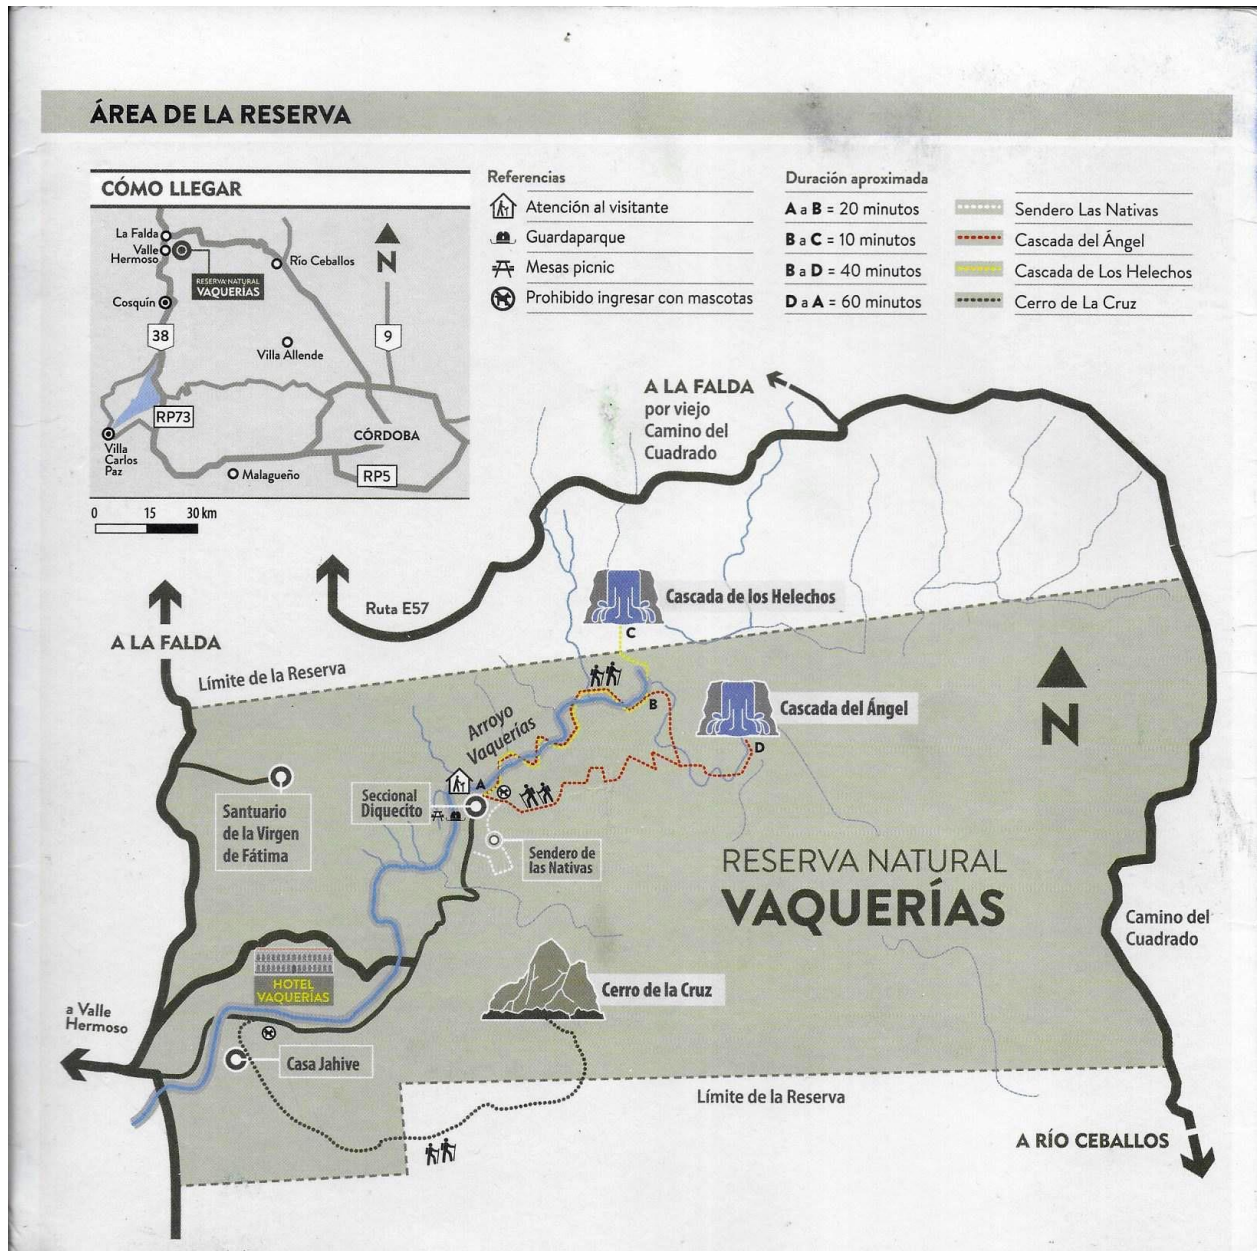 ÁREA DE LA RESERVA
CÓMO LLEGAR
La Falda
Valle
Hermoso
RESERVA NATURAL
VAQUERÍAS
Río Ceballos
N
Cosquín
38
9
Villa Allende
RP73
CÓRDOBA
Villa
Carlos
Paz
Malagueño
RP5
0 15 30 km
Referencias
Atención al visitante
Guardaparque
Mesas picnic
Prohibido ingresar con mascotas
Duración aproximada
A a B = 20 minutos
B a C = 10 minutos
B a D = 40 minutos
D a A = 60 minutos
Sendero Las Nativas
Cascada del Ángel
Cascada de Los Helechos
Cerro de La Cruz
A LA FALDA
por viejo
Camino del
Cuadrado
Ruta E57
A LA FALDA
Límite de la Reserva
Cascada de los Helechos
C
B
Cascada del Ángel
D
N
Arroyo
Vaquerías
A
Seccional
Diquecito
Santuario
de la Virgen
de Fátima
Sendero de
las Nativas
RESERVA NATURAL
VAQUERÍAS
Camino del
Cuadrado
HOTEL
VAQUERÍAS
Cerro de la Cruz
a Valle
Hermoso
Casa Jahive
Límite de la Reserva
A RÍO CEBALLOS